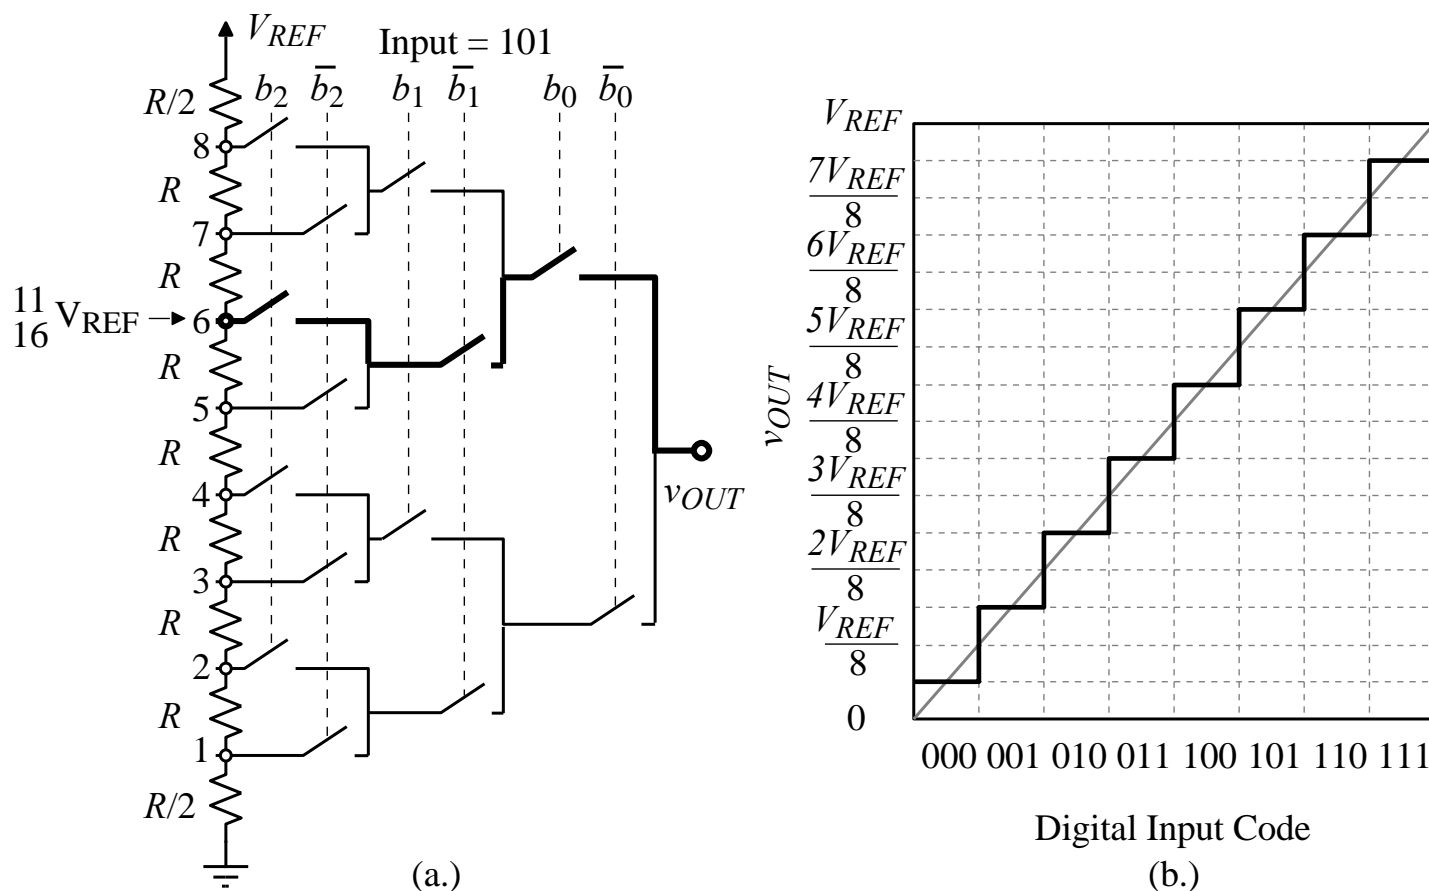 V_REF
Input = 101
b_2 b̅_2 b_1 b̅_1 b_0 b̅_0
R/2
8
R
7
R
11/16 V_REF
6
R
5
R
4
R
3
R
2
R
1
R/2
v_OUT
(a.)
V_REF
7V_REF/8
6V_REF/8
5V_REF/8
4V_REF/8
3V_REF/8
2V_REF/8
V_REF/8
0
v_OUT
000 001 010 011 100 101 110 111
Digital Input Code
(b.)